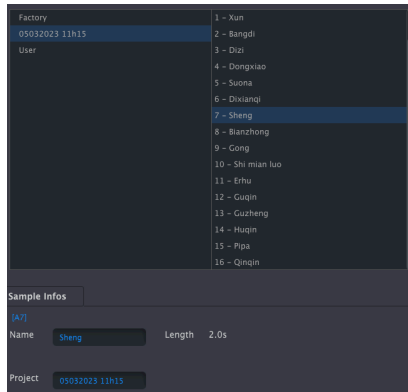 Factory
05032023 11h15
User
1 – Xun
2 – Bangdi
3 – Dizi
4 – Dongxiao
5 – Suona
6 – Dixianqi
7 – Sheng
8 – Bianzhong
9 – Gong
10 – Shi mian luo
11 – Erhu
12 – Guqin
13 – Guzheng
14 – Huqin
15 – Pipa
16 – Qinqin
Sample Infos
[A7]
Name Sheng Length 2.0s
Project 05032023 11h15